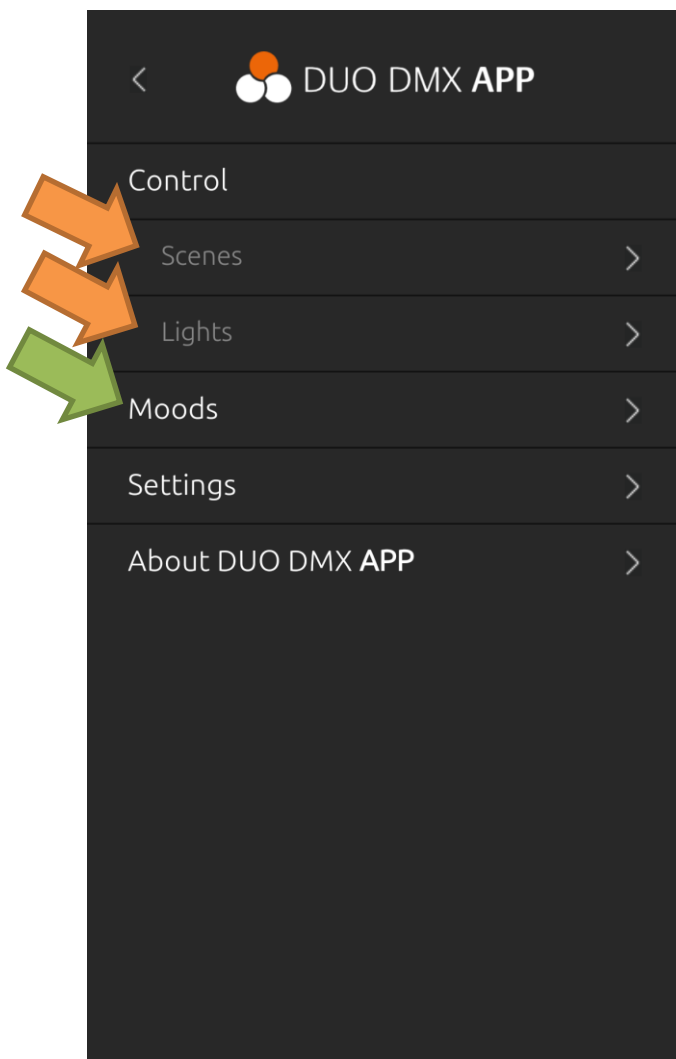 DUO DMX APP
Control
Scenes
Lights
Moods
Settings
About DUO DMX APP